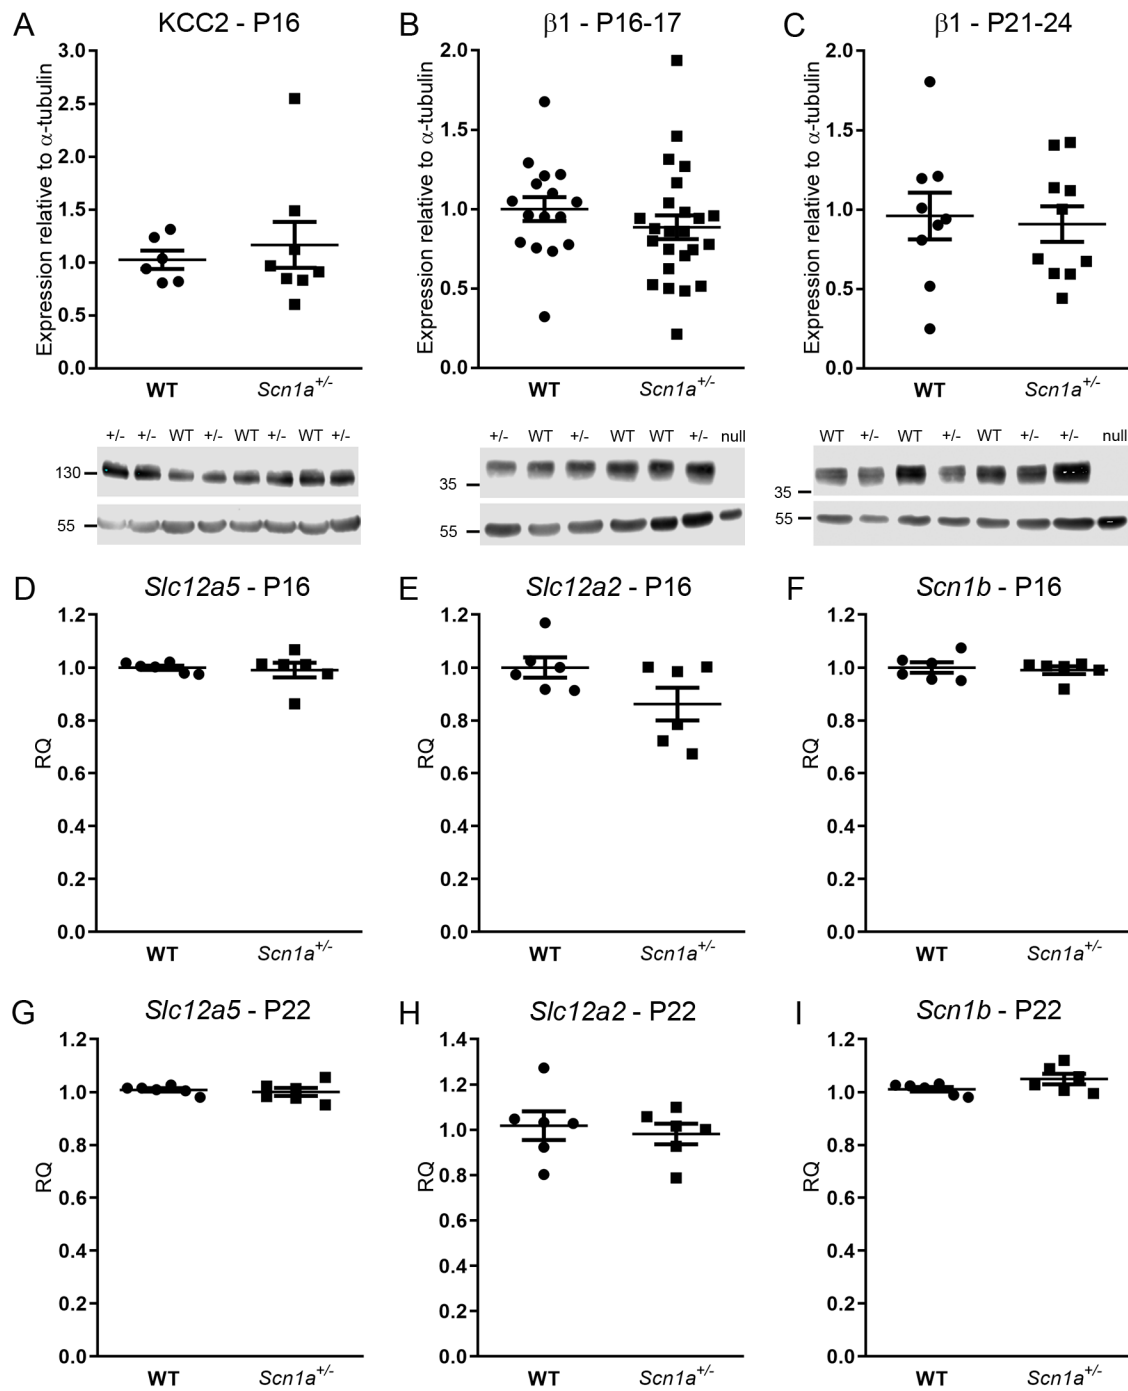 A KCC2 - P16
B β1 - P16-17
C β1 - P21-24
Expression relative to α-tubulin
3.0
2.5
2.0
1.5
1.0
0.5
0.0
WT Scn1a+/-
Expression relative to α-tubulin
2.0
1.5
1.0
0.5
0.0
WT Scn1a+/-
Expression relative to α-tubulin
2.0
1.5
1.0
0.5
0.0
WT Scn1a+/-
+/- +/- WT +/- WT +/- WT +/-
130
55
+/- WT +/- WT WT +/- null
35
55
WT +/- WT +/- WT +/- +/- null
35
55
D Slc12a5 - P16
E Slc12a2 - P16
F Scn1b - P16
RQ
1.2
1.0
0.8
0.6
0.4
0.2
0.0
WT Scn1a+/-
RQ
1.2
1.0
0.8
0.6
0.4
0.2
0.0
WT Scn1a+/-
RQ
1.2
1.0
0.8
0.6
0.4
0.2
0.0
WT Scn1a+/-
G Slc12a5 - P22
H Slc12a2 - P22
I Scn1b - P22
RQ
1.2
1.0
0.8
0.6
0.4
0.2
0.0
WT Scn1a+/-
RQ
1.4
1.2
1.0
0.8
0.6
0.4
0.2
0.0
WT Scn1a+/-
RQ
1.2
1.0
0.8
0.6
0.4
0.2
0.0
WT Scn1a+/-